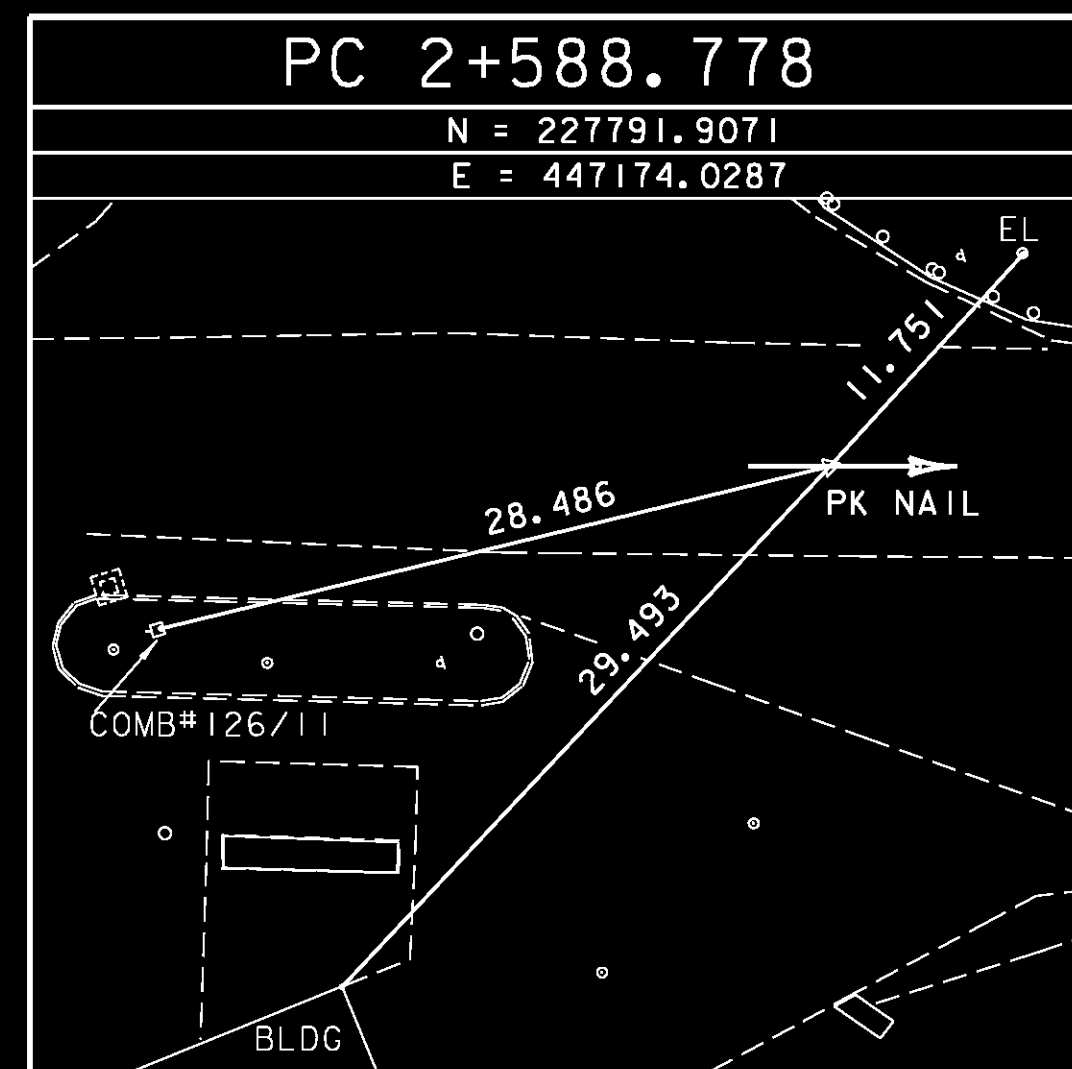 PC 2+588.778
N = 227791.9071
E = 447174.0287
EL
11.751
28.486
PK NAIL
29.493
COMB#126/11
BLDG